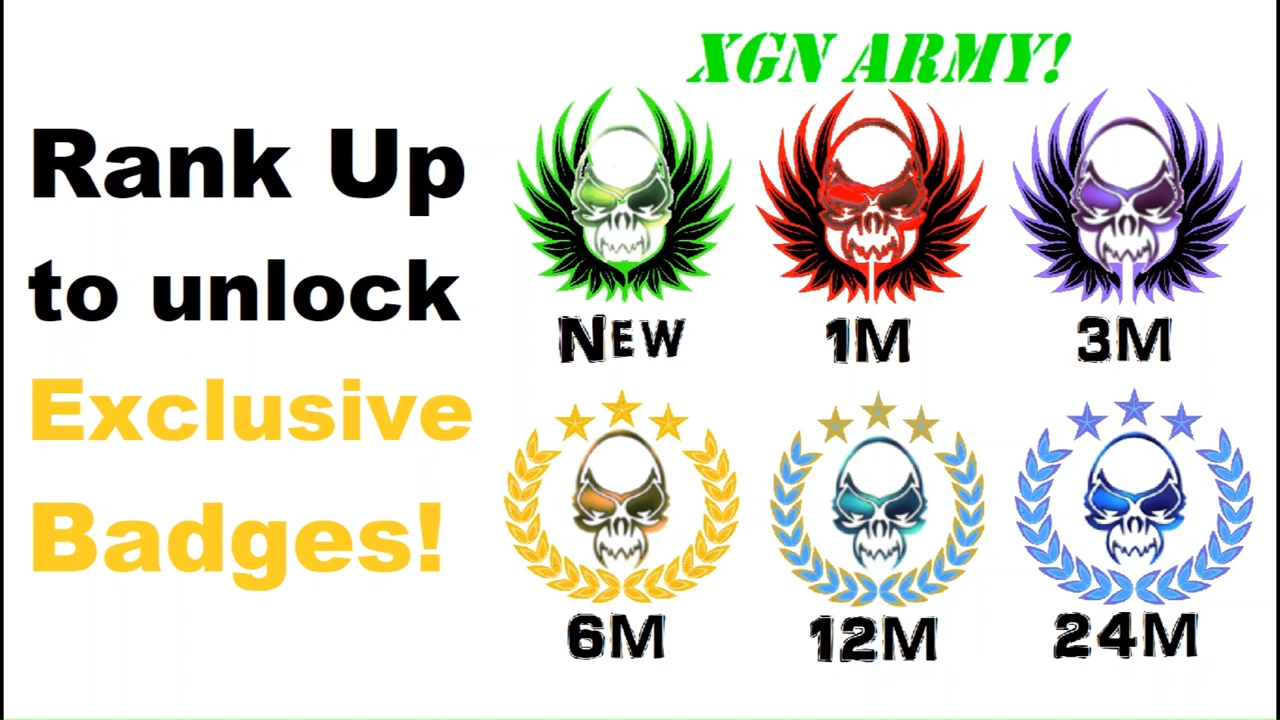 Rank Up
to unlock
Exclusive
Badges!
XGN ARMY!
New
1M
3M
6M
12M
24M